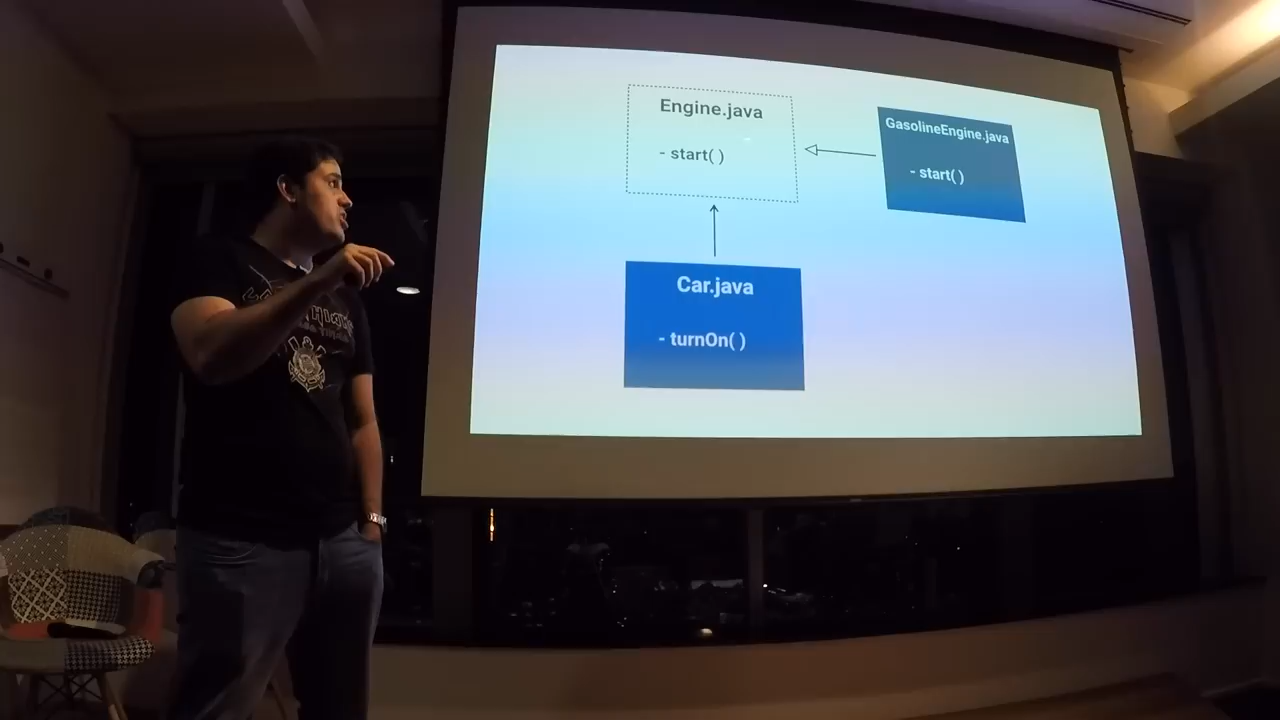 Engine.java
- start( )
GasolineEngine.java
- start( )
Car.java
- turnOn( )